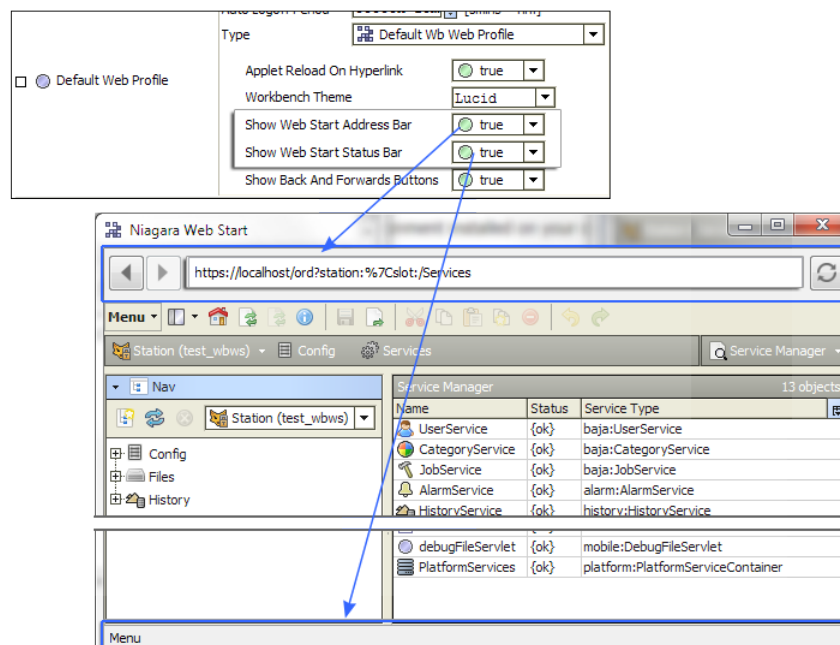 Type Default Wb Web Profile
Default Web Profile
Applet Reload On Hyperlink true
Workbench Theme Lucid
Show Web Start Address Bar true
Show Web Start Status Bar true
Show Back And Forwards Buttons true
Niagara Web Start
https://localhost/ord?station:%7Cslot:/Services
Menu
Station (test_wbws) Config Services Service Manager
Nav
Station (test_wbws)
Config
Files
History
Service Manager 13 objects
Name Status Service Type
UserService {ok} baja:UserService
CategoryService {ok} baja:CategoryService
JobService {ok} baja:JobService
AlarmService {ok} alarm:AlarmService
HistoryService {ok} history:HistoryService
debugFileServlet {ok} mobile:DebugFileServlet
PlatformServices {ok} platform:PlatformServiceContainer
Menu